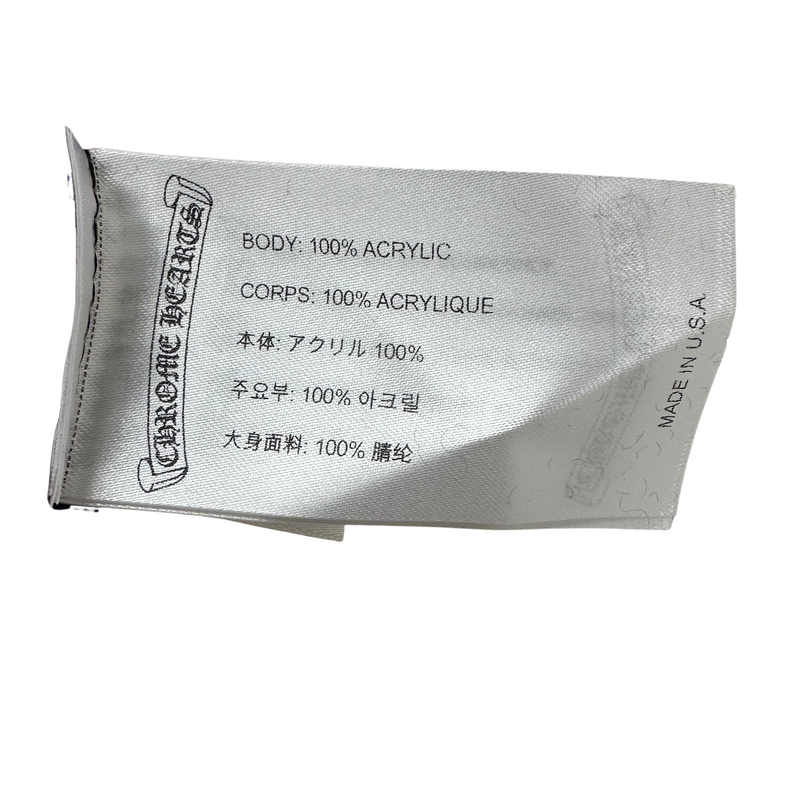 CHROME HEARTS
BODY: 100% ACRYLIC
CORPS: 100% ACRYLIQUE
本体: アクリル 100%
주요부: 100% 아크릴
大身面料: 100% 腈纶
MADE IN U.S.A.